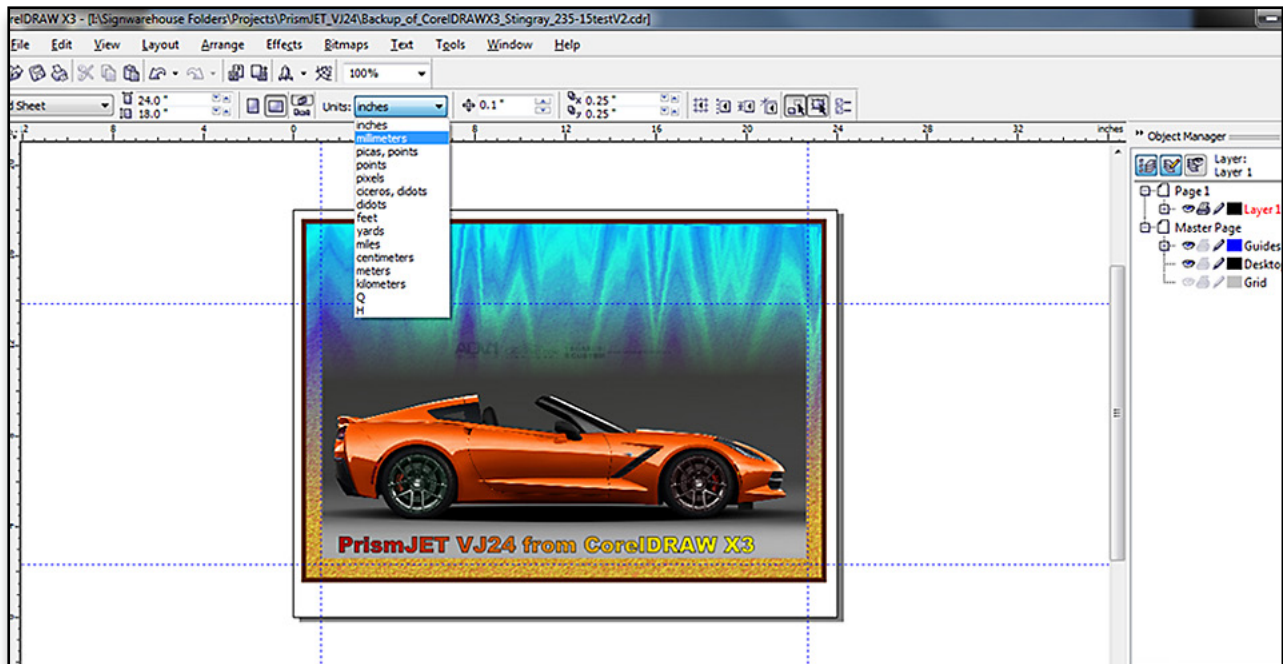 relDRAW X3 - [I:\Signwarehouse Folders\Projects\PrismJET_VJ24\Backup_of_CorelDRAWX3_Stingray_235-15testV2.cdr]
File Edit View Layout Arrange Effects Bitmaps Text Tools Window Help
100%
d Sheet 24.0" 18.0" Units: inches 0.1" x 0.25" y 0.25"
12 8 4 0 8 12 16 20 24 28 32 inches
inches
millimeters
picas, points
points
pixels
ciceros, didots
didots
feet
yards
miles
centimeters
meters
kilometers
Q
H
ADV.1
PrismJET VJ24 from CorelDRAW X3
Object Manager
Layer:
Layer 1
Page 1
Layer 1
Master Page
Guides
Deskto
Grid